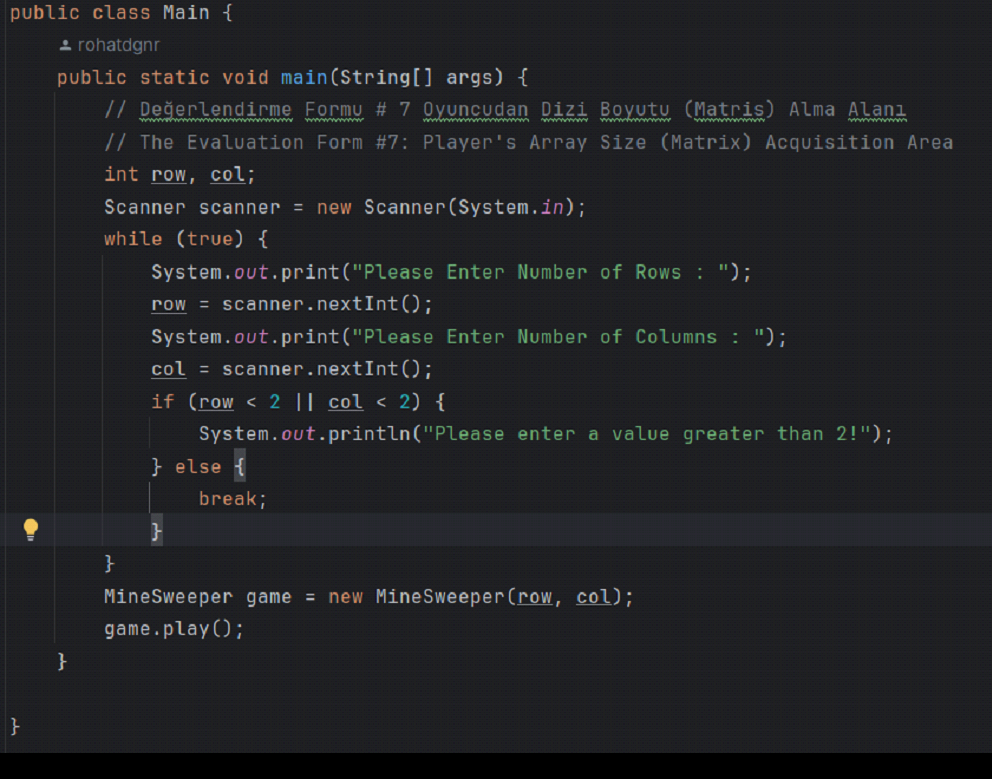 public class Main {
rohatdgnr
public static void main(String[] args) {
// Değerlendirme Formu # 7 Oyuncudan Dizi Boyutu (Matris) Alma Alanı
// The Evaluation Form #7: Player's Array Size (Matrix) Acquisition Area
int row, col;
Scanner scanner = new Scanner(System.in);
while (true) {
System.out.print("Please Enter Number of Rows : ");
row = scanner.nextInt();
System.out.print("Please Enter Number of Columns : ");
col = scanner.nextInt();
if (row < 2 || col < 2) {
System.out.println("Please enter a value greater than 2!");
} else {
break;
}
}
MineSweeper game = new MineSweeper(row, col);
game.play();
}
}